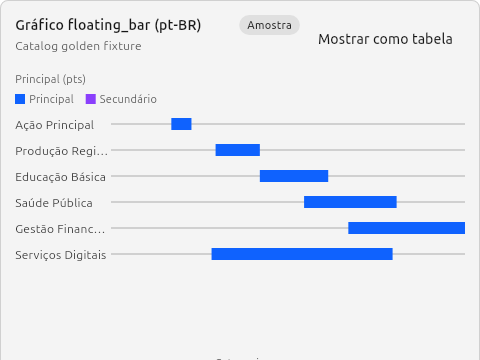 Gráfico floating_bar (pt-BR)
Amostra
Mostrar como tabela
Catalog golden fixture
Principal (pts)
Principal
Secundário
Ação Principal
Produção Regi…
Educação Básica
Saúde Pública
Gestão Financ…
Serviços Digitais